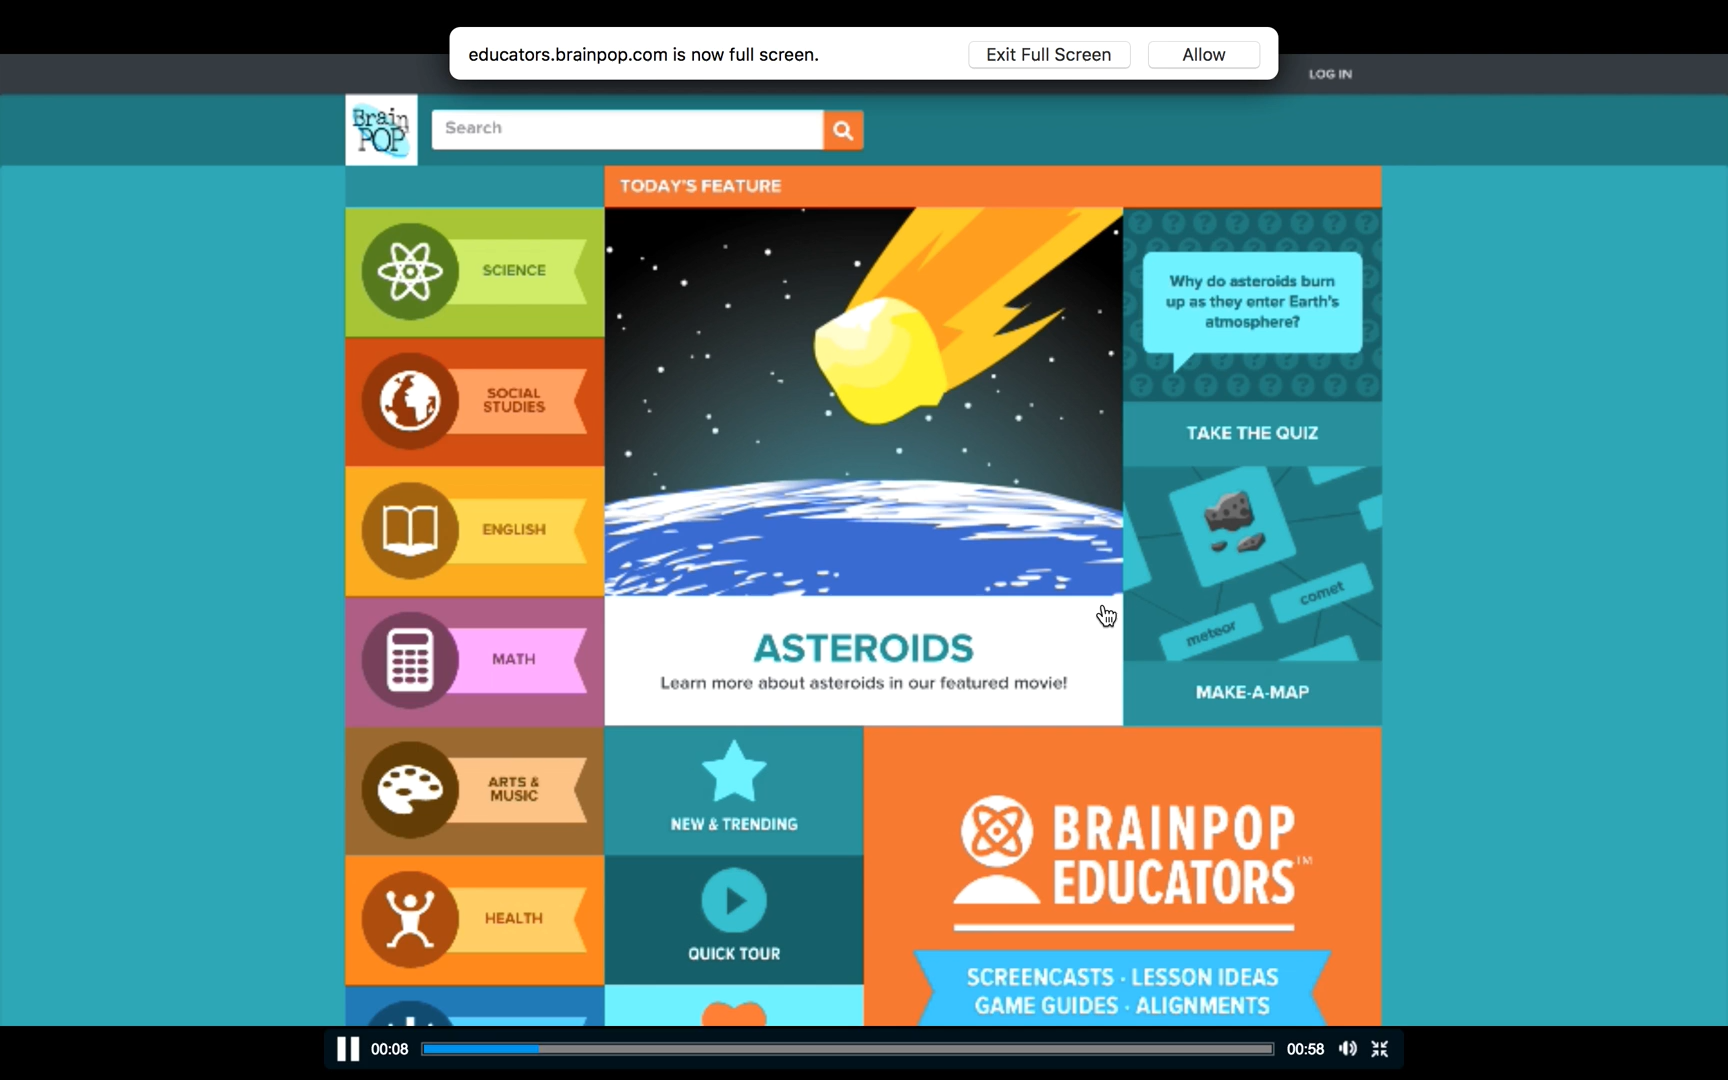 educators.brainpop.com is now full screen.
Exit Full Screen
Allow
LOG IN
Brain
POP
Search
TODAY'S FEATURE
SCIENCE
SOCIAL
STUDIES
ENGLISH
MATH
ARTS &
MUSIC
HEALTH
Why do asteroids burn
up as they enter Earth's
atmosphere?
TAKE THE QUIZ
comet
meteor
MAKE-A-MAP
ASTEROIDS
Learn more about asteroids in our featured movie!
NEW & TRENDING
QUICK TOUR
BRAINPOP
EDUCATORS™
SCREENCASTS · LESSON IDEAS
GAME GUIDES · ALIGNMENTS
00:08
00:58